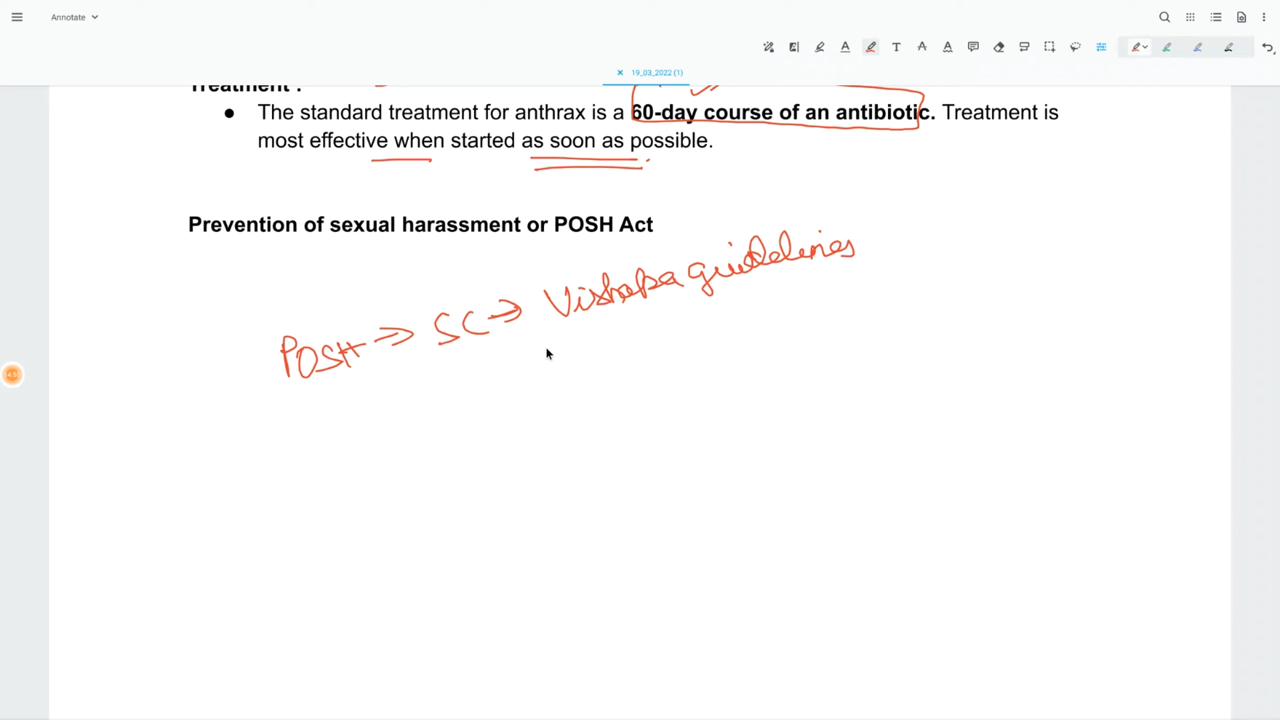 Annotate
19_03_2022 (1)
Treatment :
● The standard treatment for anthrax is a 60-day course of an antibiotic. Treatment is
most effective when started as soon as possible.
Prevention of sexual harassment or POSH Act
POSH → SC → Vishaka guidelines